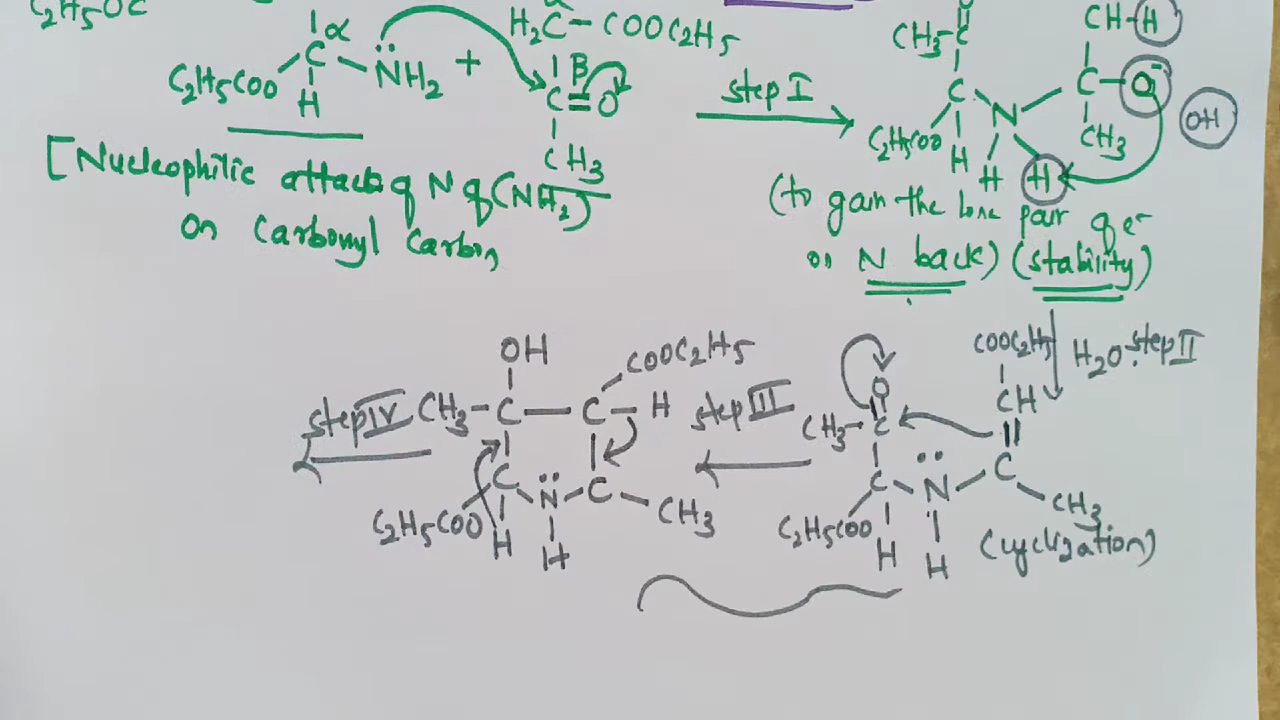 C2H5OC
α
C
C2H5COO
H
N̈H2
+
H2C – COOC2H5
β
C = O
CH3
step I
CH3–C
C
C2H5COO
H
N
H
H
CH–H
C–O⁻
CH3
OH
[Nucleophilic attack of N of (NH2)
on Carbonyl Carbon
(to gain the lone pair of e⁻
on N back) (stability)
H2O step II
COOC2H5
CH
C
CH3
O
CH3–C
C
C2H5COO
H
N̈
H
(cyclization)
step III
OH
COOC2H5
CH3–C — C–H
C
N̈
C
CH3
C2H5COO
H
H
step IV